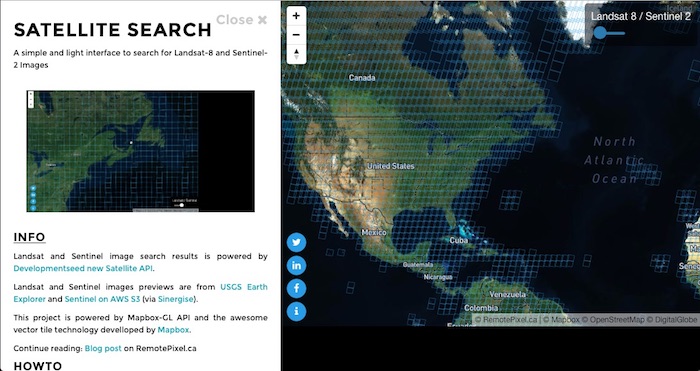 Close ✖
SATELLITE SEARCH
A simple and light interface to search for Landsat-8 and Sentinel-
2 Images
INFO
Landsat and Sentinel image search results is powered by
Developmentseed new Satellite API.
Landsat and Sentinel images previews are from USGS Earth
Explorer and Sentinel on AWS S3 (via Sinergise).
This project is powered by Mapbox-GL API and the awesome
vector tile technology develloped by Mapbox.
Continue reading: Blog post on RemotePixel.ca
HOWTO
+
−
Landsat 8 / Sentinel 2
Canada
United States
North
Atlantic
Ocean
Mexico
Cuba
Guatemala
Nicaragua
Venezuela
Colombia
© RemotePixel.ca | © Mapbox © OpenStreetMap © DigitalGlobe